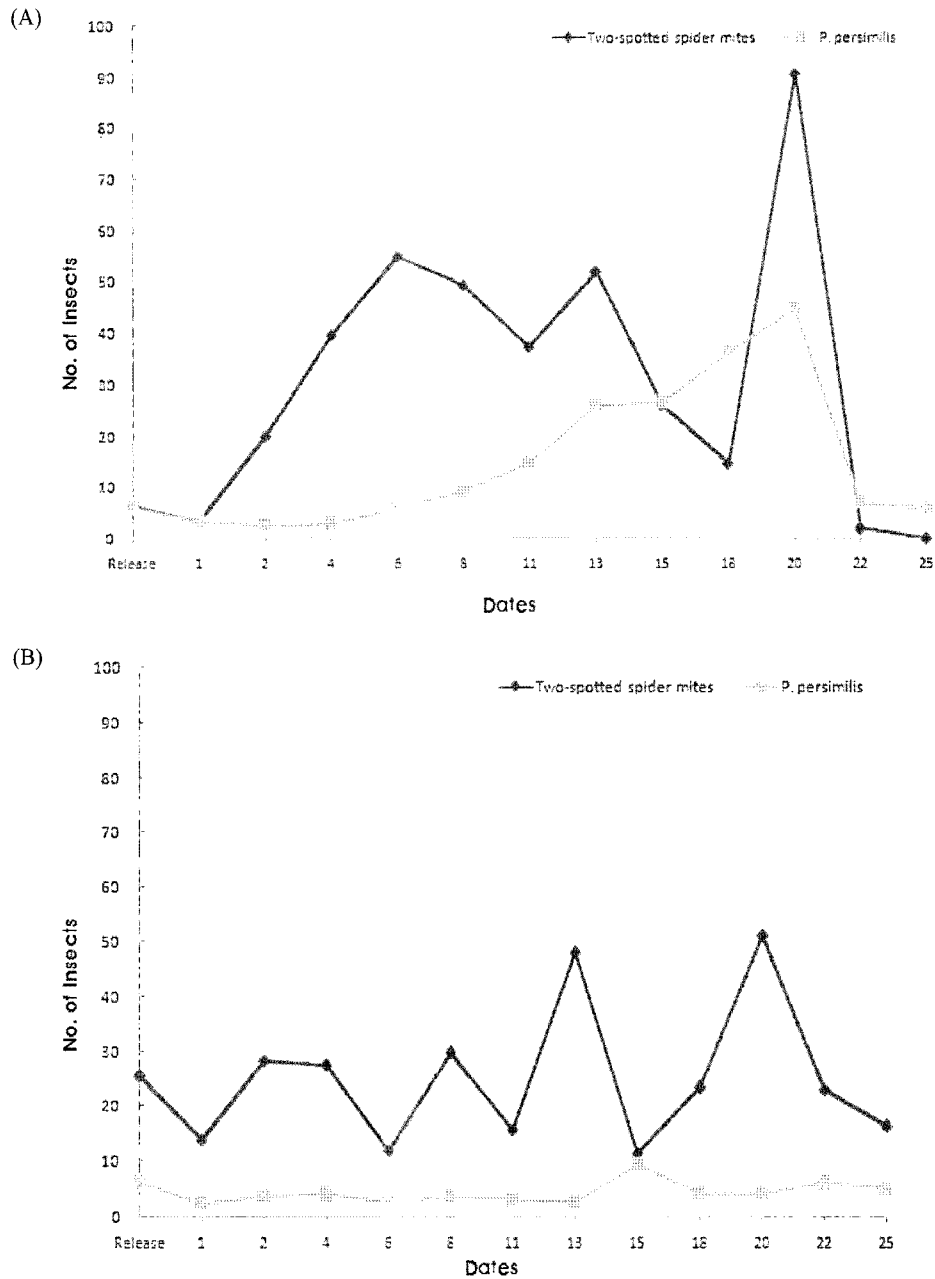 (A)
100
90
80
70
60
50
40
30
20
10
0
No. of Insects
Two-spotted spider mites
P. persimilis
Release 1 2 4 6 8 11 13 15 18 20 22 25
Dates
(B)
100
90
80
70
60
50
40
30
20
10
0
No. of Insects
Two-spotted spider mites
P. persimilis
Release 1 2 4 6 8 11 13 15 18 20 22 25
Dates